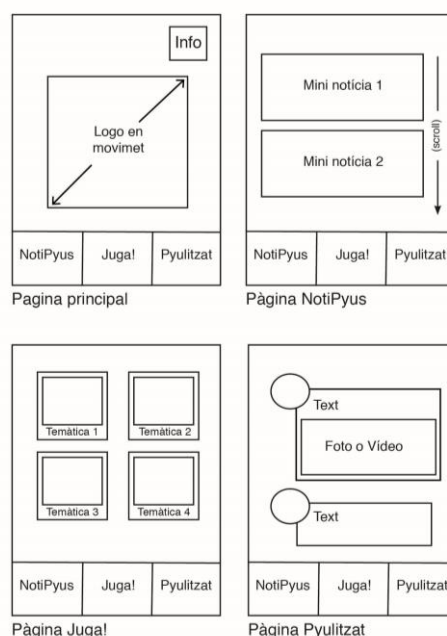 Info
Logo en
movimet
NotiPyus Juga! Pyulitzat
Pagina principal
Mini notícia 1
Mini notícia 2
(scroll)
NotiPyus Juga! Pyulitzat
Pàgina NotiPyus
Temàtica 1 Temàtica 2
Temàtica 3 Temàtica 4
NotiPyus Juga! Pyulitzat
Pàgina Juga!
Text
Foto o Vídeo
Text
NotiPyus Juga! Pyulitzat
Pàgina Pyulitzat